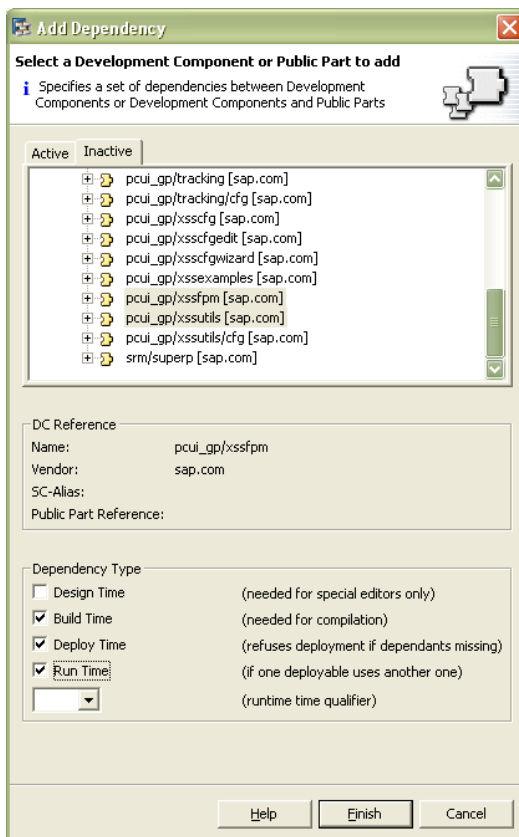 Add Dependency
Select a Development Component or Public Part to add
Specifies a set of dependencies between Development
Components or Development Components and Public Parts
Active Inactive
pcui_gp/tracking [sap.com]
pcui_gp/tracking/cfg [sap.com]
pcui_gp/xsscfg [sap.com]
pcui_gp/xsscfgedit [sap.com]
pcui_gp/xsscfgwizard [sap.com]
pcui_gp/xssexamples [sap.com]
pcui_gp/xssfpm [sap.com]
pcui_gp/xssutils [sap.com]
pcui_gp/xssutils/cfg [sap.com]
srm/superp [sap.com]
DC Reference
Name: pcui_gp/xssfpm
Vendor: sap.com
SC-Alias:
Public Part Reference:
Dependency Type
Design Time (needed for special editors only)
Build Time (needed for compilation)
Deploy Time (refuses deployment if dependants missing)
Run Time (if one deployable uses another one)
(runtime time qualifier)
Help Finish Cancel